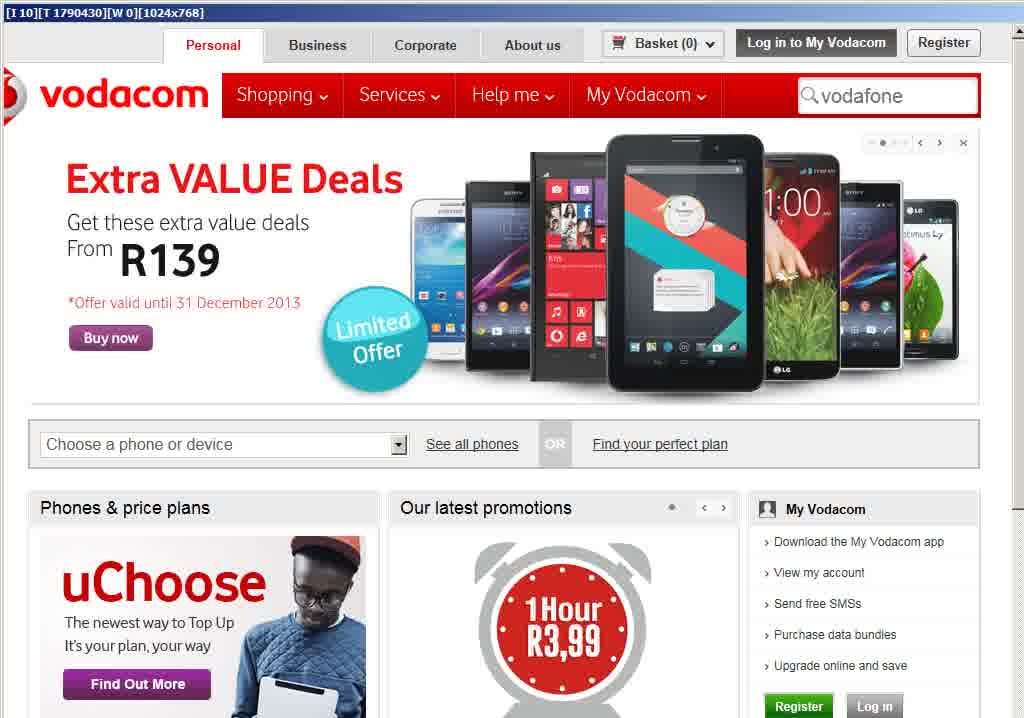 [I 10][T 1790430][W 0][1024x768]
Personal
Business
Corporate
About us
Basket (0)
Log in to My Vodacom
Register
vodacom
Shopping
Services
Help me
My Vodacom
vodafone
Extra VALUE Deals
Get these extra value deals
From R139
*Offer valid until 31 December 2013
Buy now
Limited
Offer
SONY
1:00
LG
SONY
LG
Choose a phone or device
See all phones
OR
Find your perfect plan
Phones & price plans
Our latest promotions
My Vodacom
uChoose
The newest way to Top Up
It's your plan, your way
Find Out More
1 Hour
R3,99
Download the My Vodacom app
View my account
Send free SMSs
Purchase data bundles
Upgrade online and save
Register
Log in